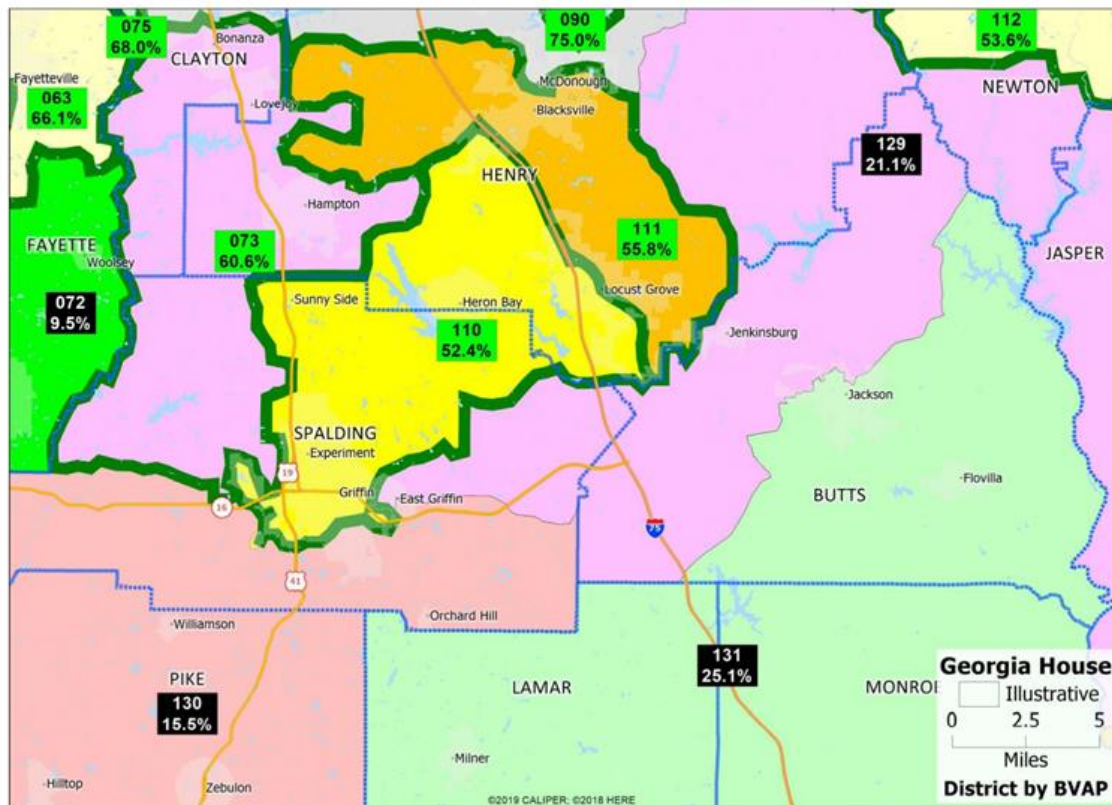 075
68.0%
Bonanza
CLAYTON
090
75.0%
112
53.6%
Fayetteville
063
66.1%
McDonough
Blacksville
NEWTON
Lovejoy
129
21.1%
HENRY
Hampton
111
55.8%
FAYETTE
Woolsey
073
60.6%
JASPER
072
9.5%
Sunny Side
Heron Bay
Locust Grove
110
52.4%
Jenkinsburg
Jackson
SPALDING
Experiment
19
Griffin
East Griffin
16
BUTTS
Flovilla
75
41
Williamson
Orchard Hill
PIKE
130
15.5%
LAMAR
131
25.1%
MONROE
Georgia House
Illustrative
0 2.5 5
Miles
District by BVAP
Milner
Hilltop
Zebulon
©2019 CALIPER; ©2018 HERE